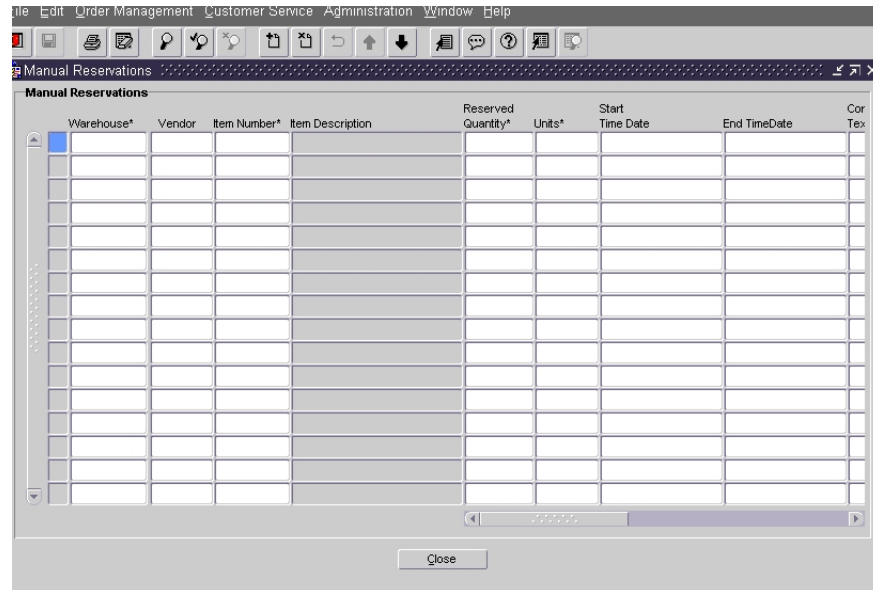 ile Edit Order Management Customer Service Administration Window Help
Manual Reservations
Manual Reservations
Warehouse* Vendor Item Number* Item Description Reserved Quantity* Units* Start Time Date End TimeDate Cor Tex
Close